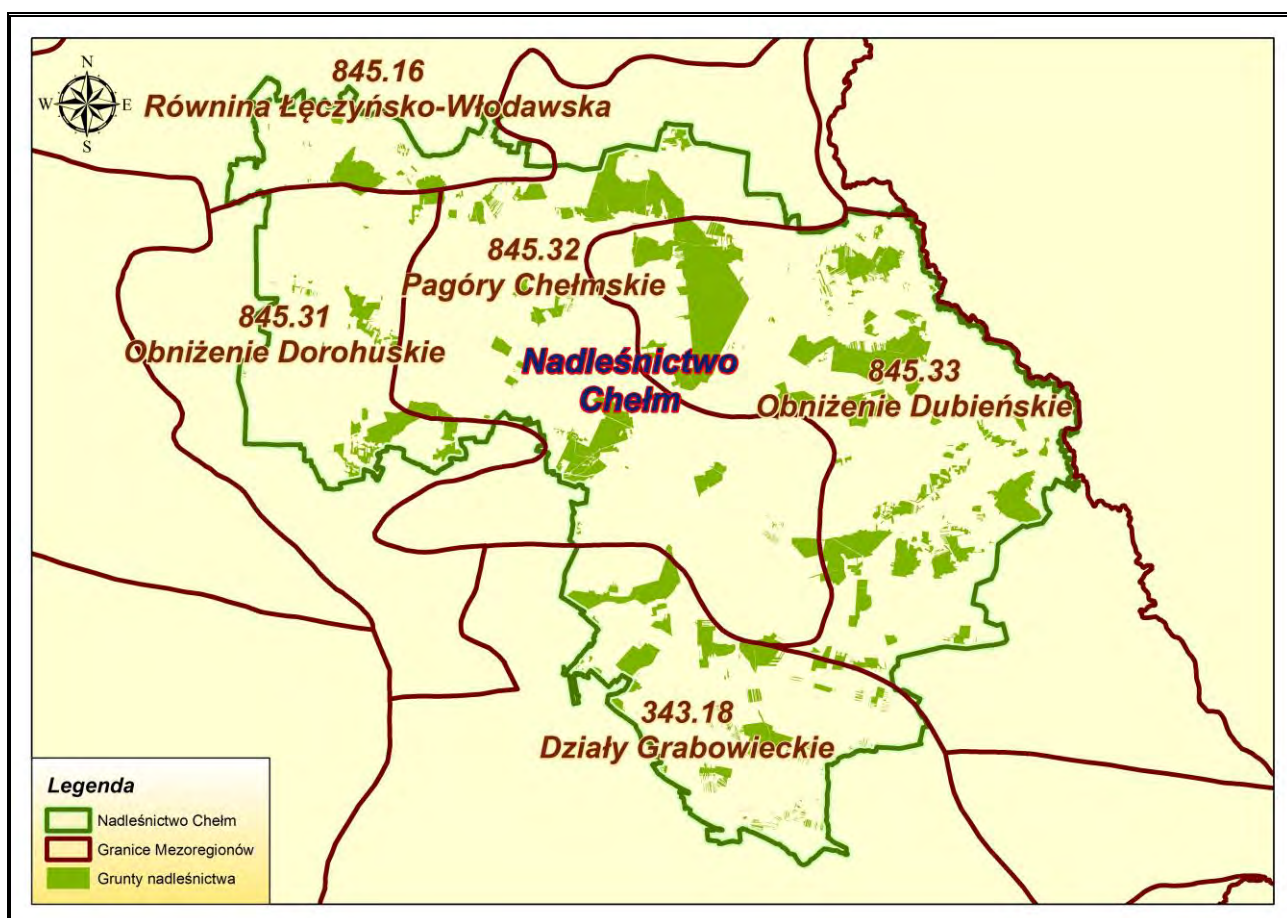 N
W
E
S
845.16
Równina Łęczyńsko-Włodawska
845.32
Pagóry Chełmskie
845.31
Obniżenie Dorohuskie
Nadleśnictwo
Chełm
845.33
Obniżenie Dubieńskie
343.18
Działy Grabowieckie
Legenda
Nadleśnictwo Chełm
Granice Mezoregionów
Grunty nadleśnictwa